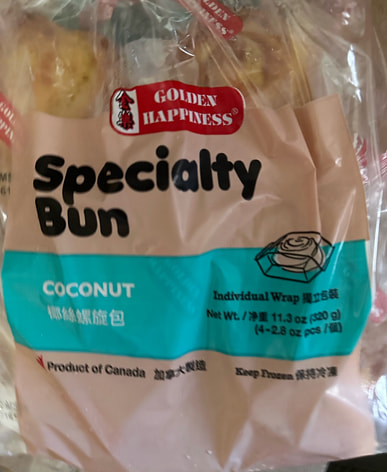 GOLDEN
HAPPINESS®
Specialty
Bun
COCONUT
椰絲螺旋包
Individual Wrap 獨立包裝
Net Wt. / 淨重 11.3 oz (320 g)
(4-2.8 oz pcs /個)
Product of Canada 加拿大製造
Keep Frozen 保持冷凍